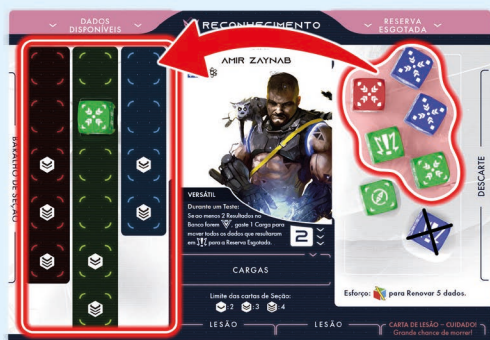 DADOS
DISPONÍVEIS
RECONHECIMENTO
RESERVA
ESGOTADA
AMIR ZAYNAB
BARALHO DE SEÇÃO
DESCARTE
VERSÁTIL
Durante um Teste:
Se ao menos 2 Resultados no
Banco forem , gaste 1 Carga para
mover todos os dados que resultaram
em para a Reserva Esgotada.
2
CARGAS
Limite das cartas de Seção:
:2 :3 :4
Esforço: para Renovar 5 dados.
LESÃO
LESÃO
CARTA DE LESÃO – CUIDADO!
Grande chance de morrer!